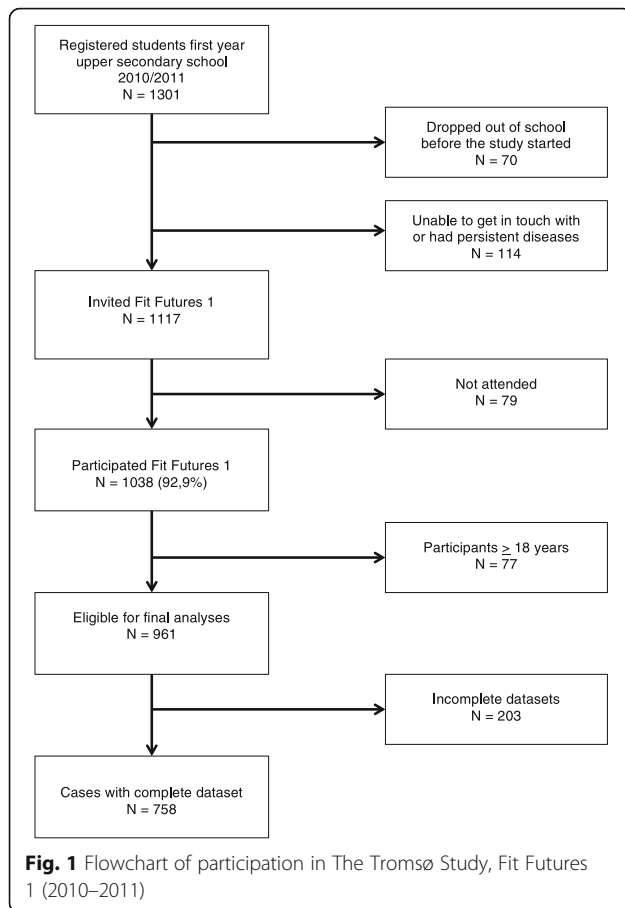 Registered students first year
upper secondary school
2010/2011
N = 1301
Dropped out of school
before the study started
N = 70
Unable to get in touch with
or had persistent diseases
N = 114
Invited Fit Futures 1
N = 1117
Not attended
N = 79
Participated Fit Futures 1
N = 1038 (92,9%)
Participants ≥ 18 years
N = 77
Eligible for final analyses
N = 961
Incomplete datasets
N = 203
Cases with complete dataset
N = 758
Fig. 1 Flowchart of participation in The Tromsø Study, Fit Futures
1 (2010–2011)